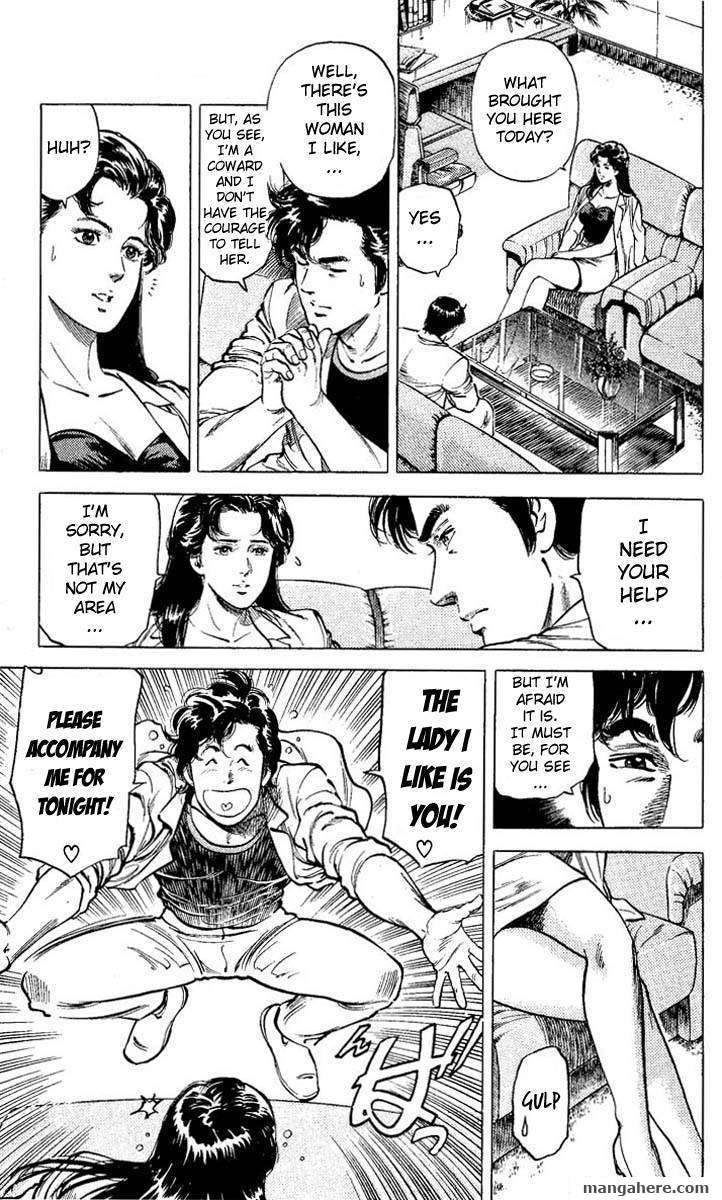 WHAT
BROUGHT
YOU HERE
TODAY?
YES
...
WELL,
THERE'S
THIS
WOMAN
I LIKE,
...
BUT, AS
YOU SEE,
I'M A
COWARD
AND I
DON'T
HAVE THE
COURAGE
TO TELL
HER.
HUH?
I
NEED
YOUR
HELP
...
I'M
SORRY,
BUT
THAT'S
NOT MY
AREA
...
BUT I'M
AFRAID
IT IS.
IT MUST
BE, FOR
YOU SEE
...
GULP
THE
LADY I
LIKE IS
YOU!
♡
PLEASE
ACCOMPANY
ME FOR
TONIGHT!
♡
ばっ
ん
mangahere.com